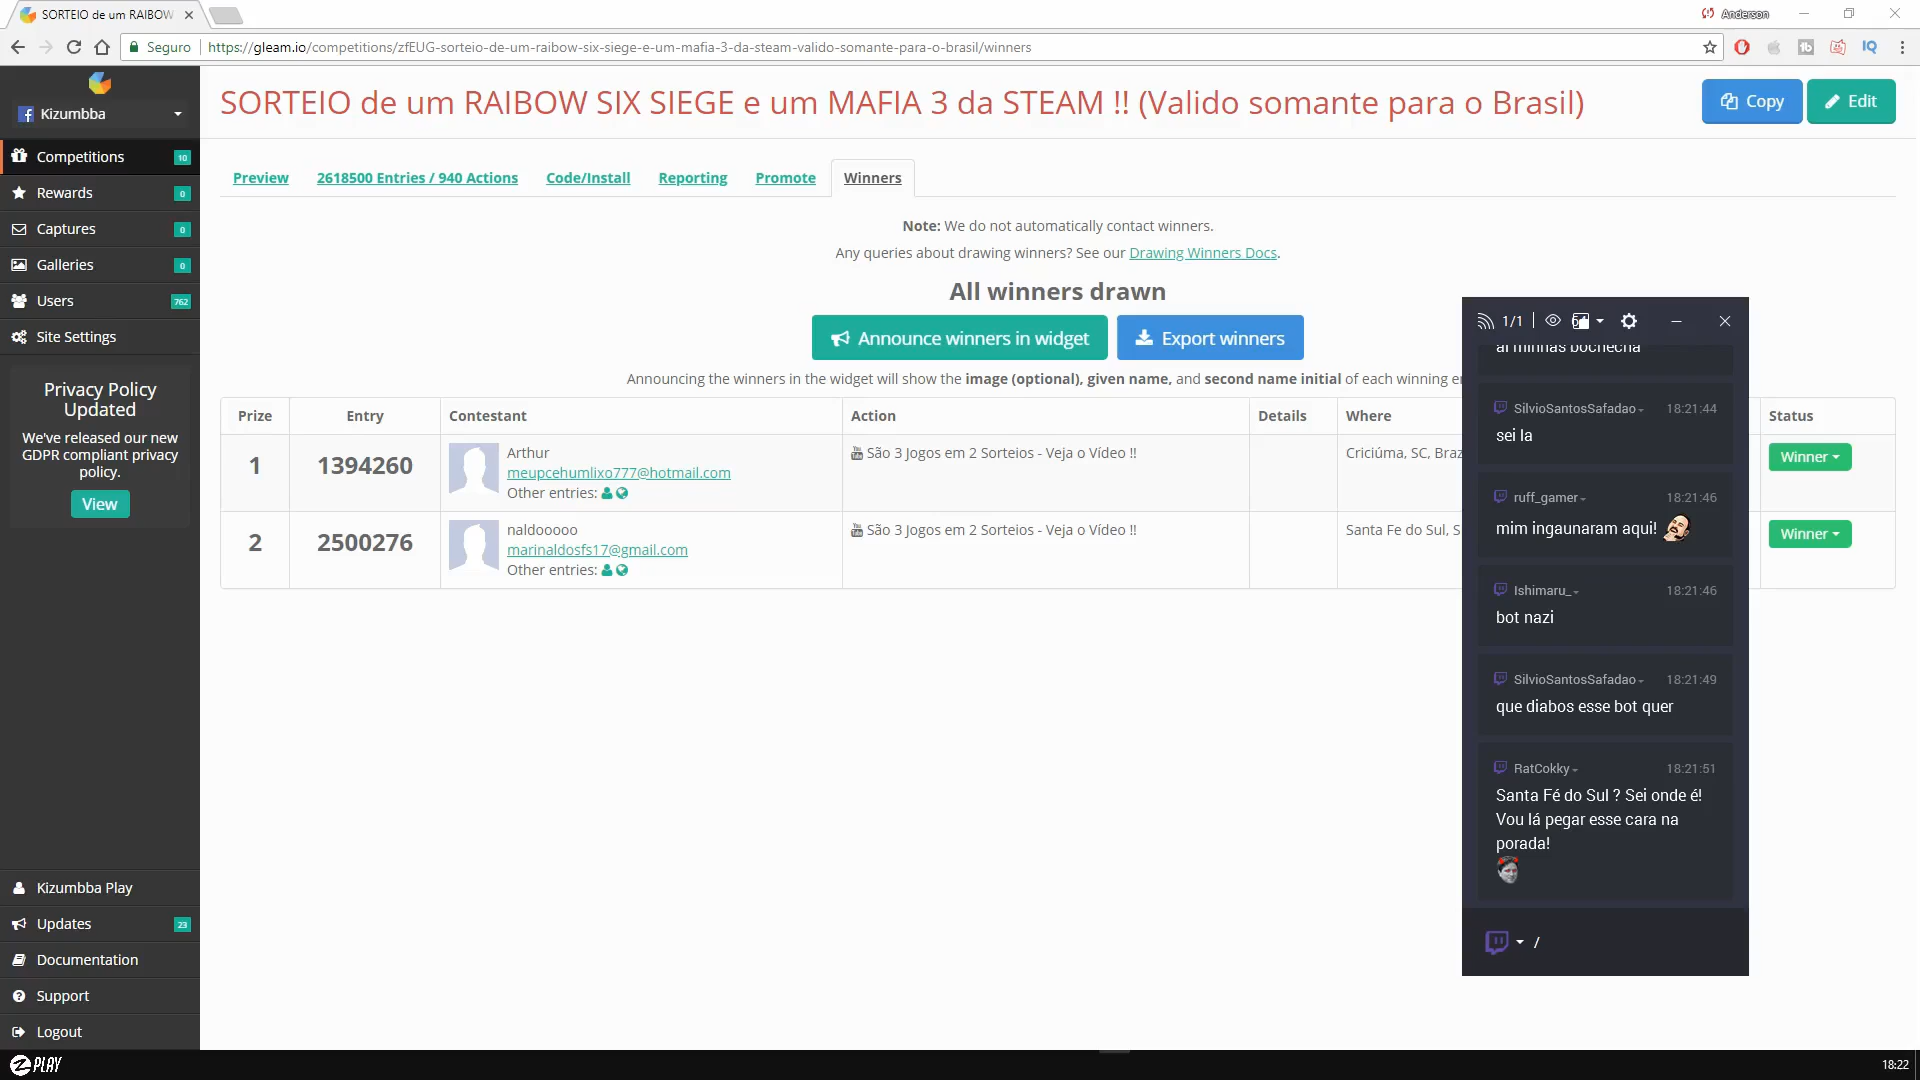 SORTEIO de um RAIBOW
Anderson
Seguro
https://gleam.io/competitions/zfEUG-sorteio-de-um-raibow-six-siege-e-um-mafia-3-da-steam-valido-somante-para-o-brasil/winners
Kizumbba
Competitions 10
Rewards 0
Captures 0
Galleries 0
Users 762
Site Settings
Privacy Policy
Updated
We've released our new
GDPR compliant privacy
policy.
View
Kizumbba Play
Updates 23
Documentation
Support
Logout
SORTEIO de um RAIBOW SIX SIEGE e um MAFIA 3 da STEAM !! (Valido somante para o Brasil)
Copy
Edit
Preview
2618500 Entries / 940 Actions
Code/Install
Reporting
Promote
Winners
Note: We do not automatically contact winners.
Any queries about drawing winners? See our Drawing Winners Docs.
All winners drawn
Announce winners in widget
Export winners
Announcing the winners in the widget will show the image (optional), given name, and second name initial of each winning
Prize Entry Contestant Action Details Where Status
1 1394260 Arthur
meupcehumlixo777@hotmail.com
Other entries:
São 3 Jogos em 2 Sorteios - Veja o Vídeo !!
Criciúma, SC, Braz
Winner
2 2500276 naldooooo
marinaldosfs17@gmail.com
Other entries:
São 3 Jogos em 2 Sorteios - Veja o Vídeo !!
Santa Fe do Sul, S
Winner
1/1
ai minhas bochecha
SilvioSantosSafadao 18:21:44
sei la
ruff_gamer 18:21:46
mim ingaunaram aqui!
Ishimaru_ 18:21:46
bot nazi
SilvioSantosSafadao 18:21:49
que diabos esse bot quer
RatCokky 18:21:51
Santa Fé do Sul ? Sei onde é!
Vou lá pegar esse cara na
porada!
/
PLAY
18:22